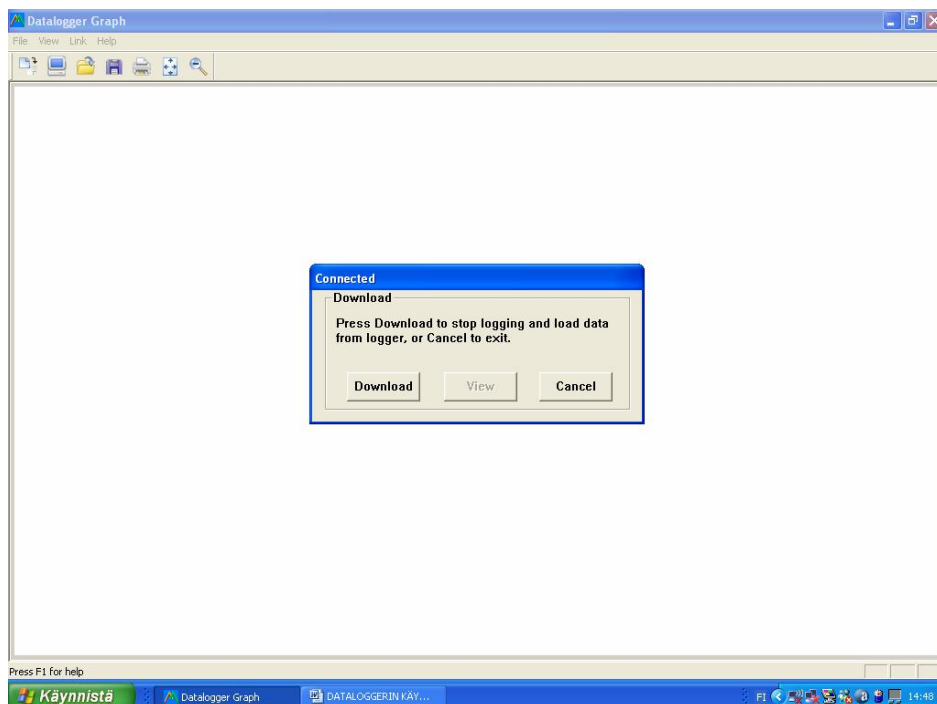 Datalogger Graph
File View Link Help
Connected
Download
Press Download to stop logging and load data
from logger, or Cancel to exit.
Download View Cancel
Press F1 for help
Käynnistä Datalogger Graph DATALOGGERIN KÄY... FI 14:48